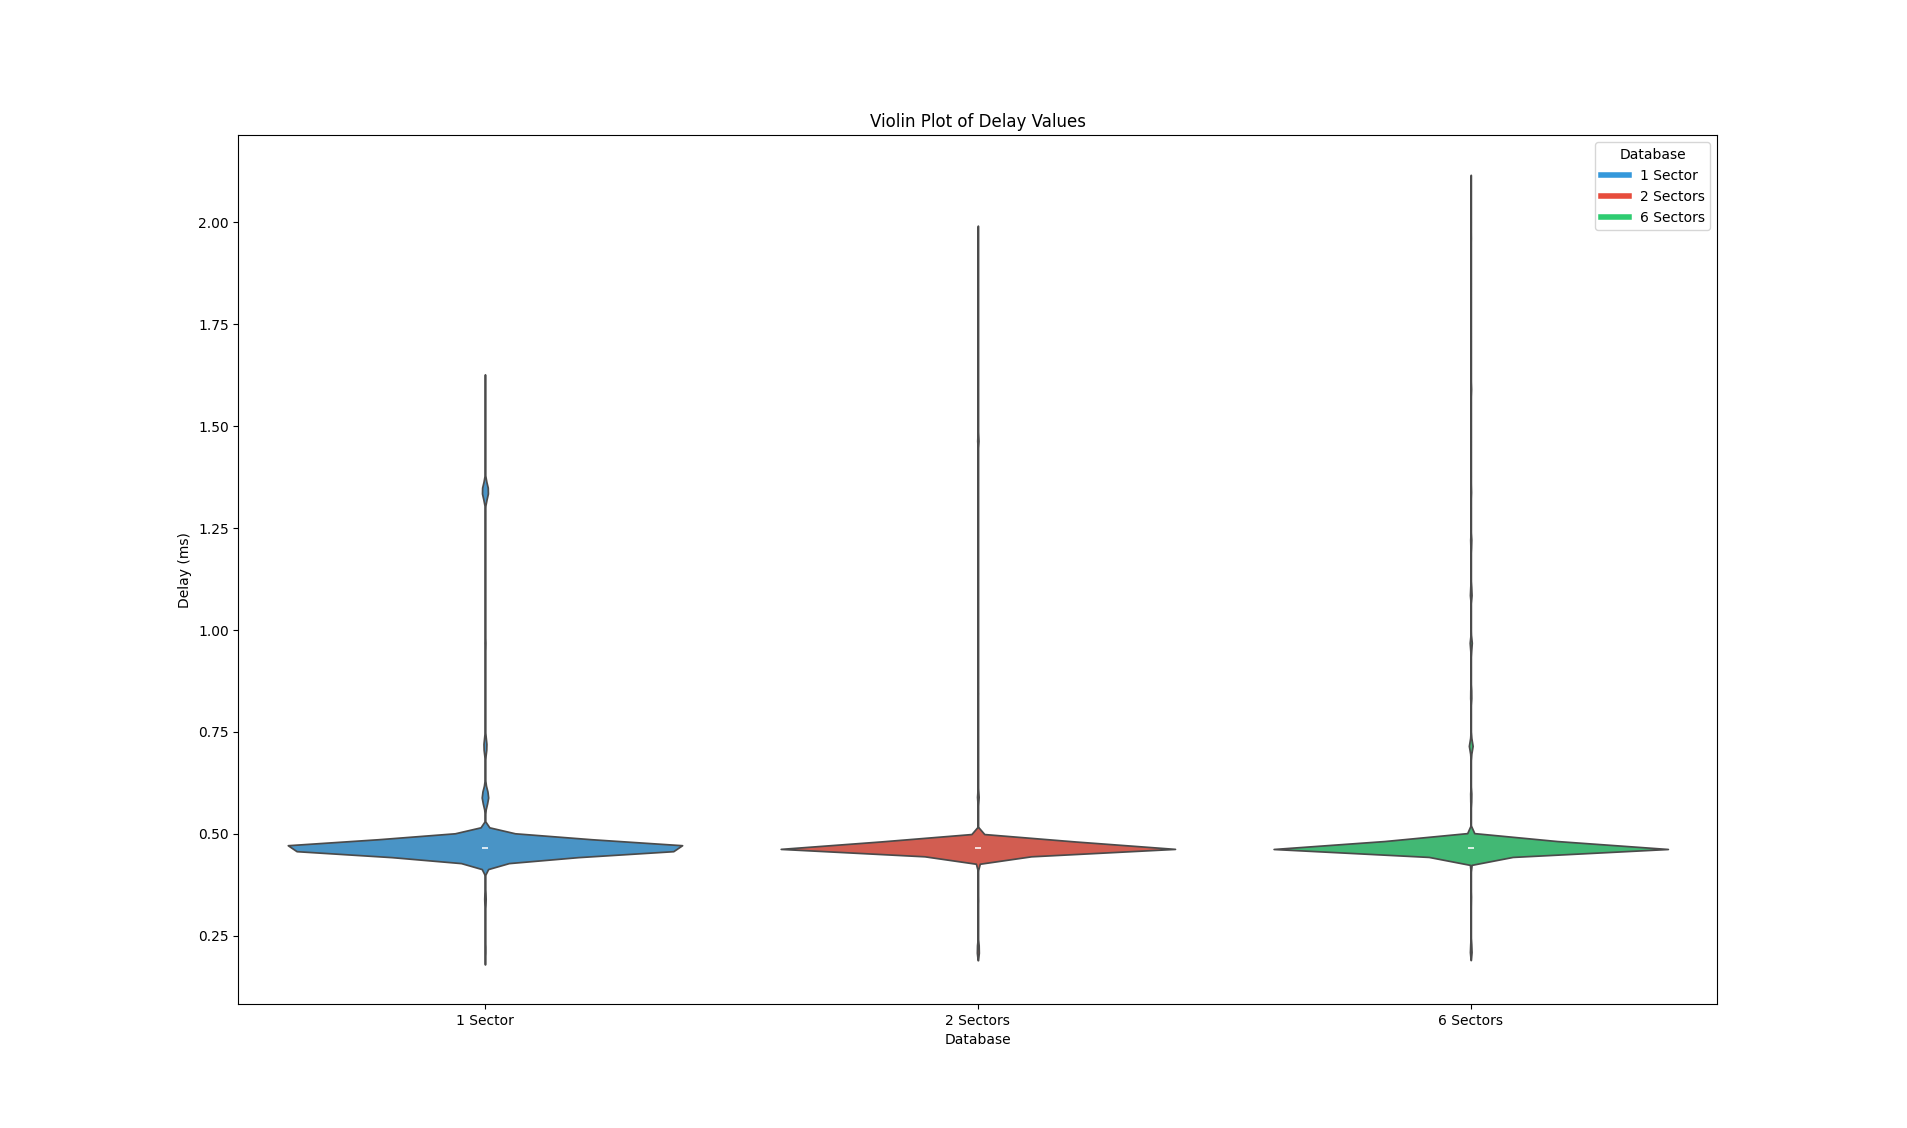 Violin Plot of Delay Values
Database
1 Sector
2 Sectors
6 Sectors
2.00
1.75
1.50
1.25
1.00
0.75
0.50
0.25
Delay (ms)
1 Sector
2 Sectors
6 Sectors
Database